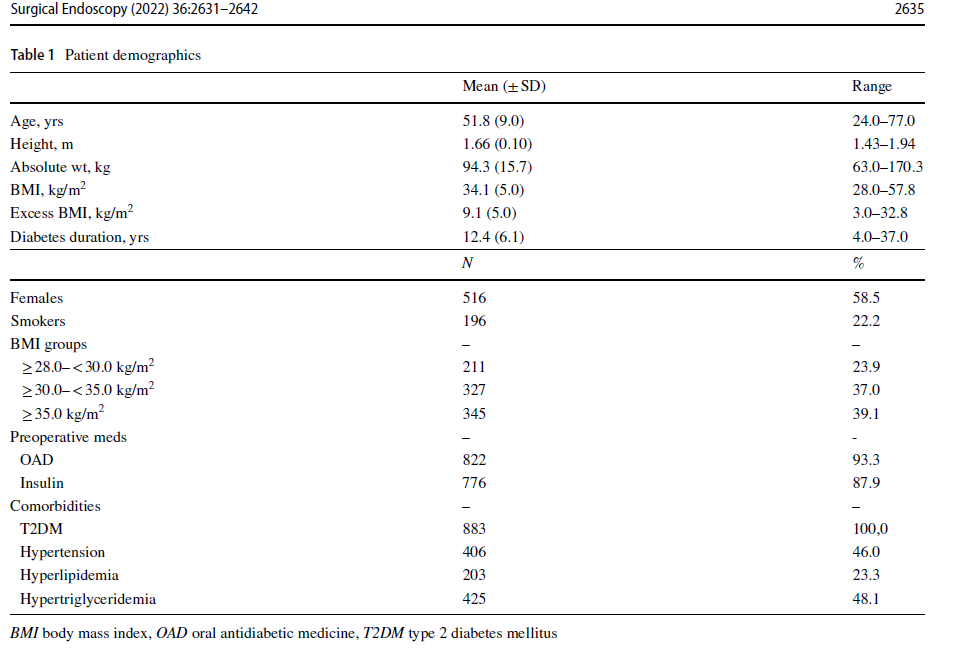 Surgical Endoscopy (2022) 36:2631–2642 2635
Table 1 Patient demographics
Mean (± SD) Range
Age, yrs 51.8 (9.0) 24.0–77.0
Height, m 1.66 (0.10) 1.43–1.94
Absolute wt, kg 94.3 (15.7) 63.0–170.3
BMI, kg/m² 34.1 (5.0) 28.0–57.8
Excess BMI, kg/m² 9.1 (5.0) 3.0–32.8
Diabetes duration, yrs 12.4 (6.1) 4.0–37.0
N %
Females 516 58.5
Smokers 196 22.2
BMI groups – –
≥28.0–<30.0 kg/m² 211 23.9
≥30.0–<35.0 kg/m² 327 37.0
≥35.0 kg/m² 345 39.1
Preoperative meds – -
OAD 822 93.3
Insulin 776 87.9
Comorbidities – –
T2DM 883 100,0
Hypertension 406 46.0
Hyperlipidemia 203 23.3
Hypertriglyceridemia 425 48.1
BMI body mass index, OAD oral antidiabetic medicine, T2DM type 2 diabetes mellitus